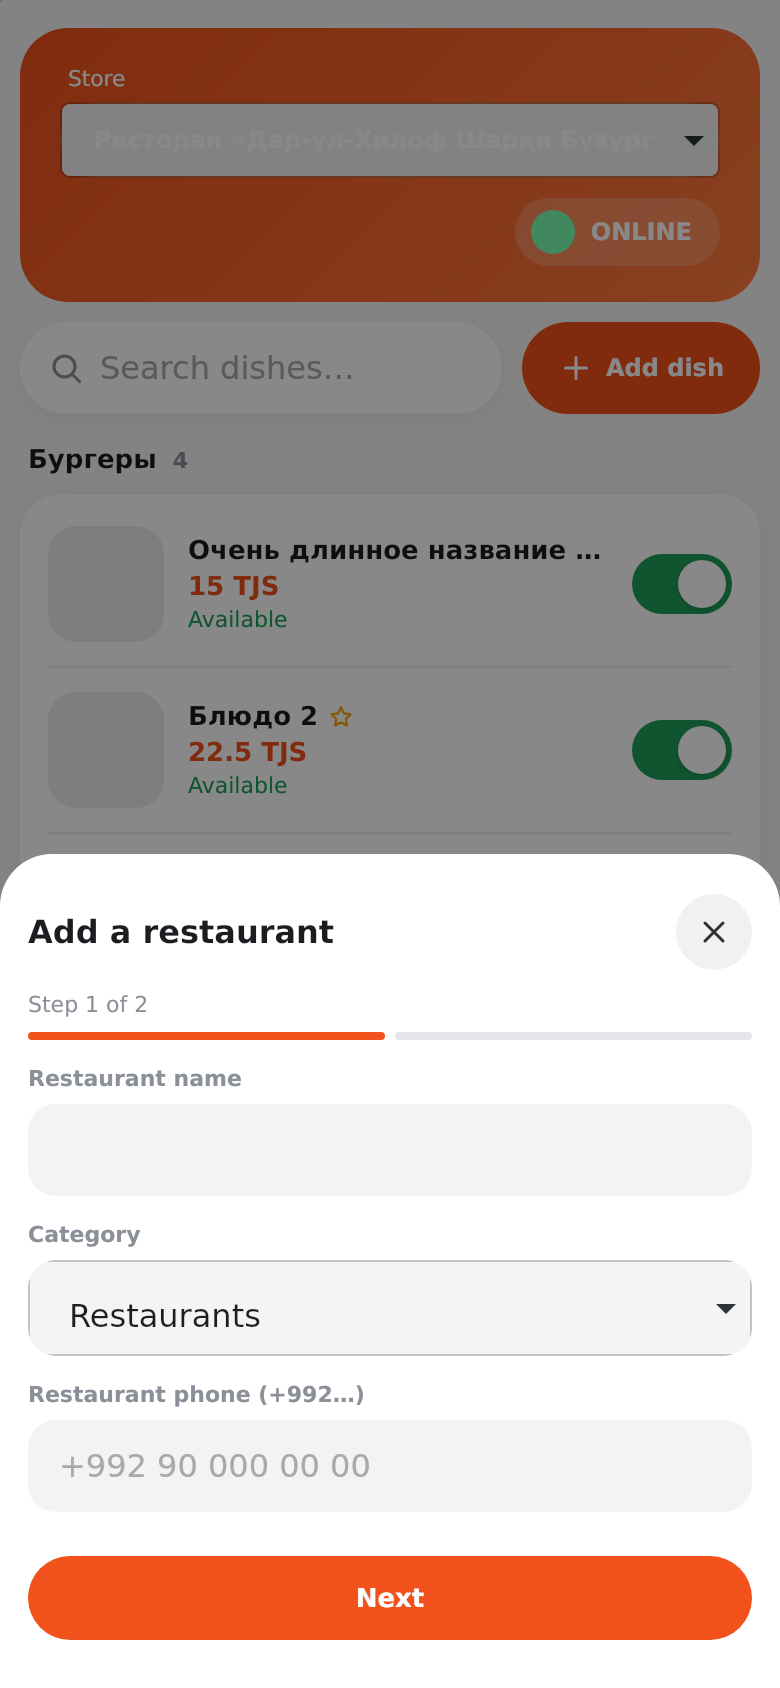 Store
Ресторан «Дар-ул-Хилоф Шарқи Бузург
ONLINE
Search dishes...
Add dish
Бургеры 4
Очень длинное название ...
15 TJS
Available
Блюдо 2
22.5 TJS
Available
Add a restaurant
Step 1 of 2
Restaurant name
Category
Restaurants
Restaurant phone (+992...)
+992 90 000 00 00
Next